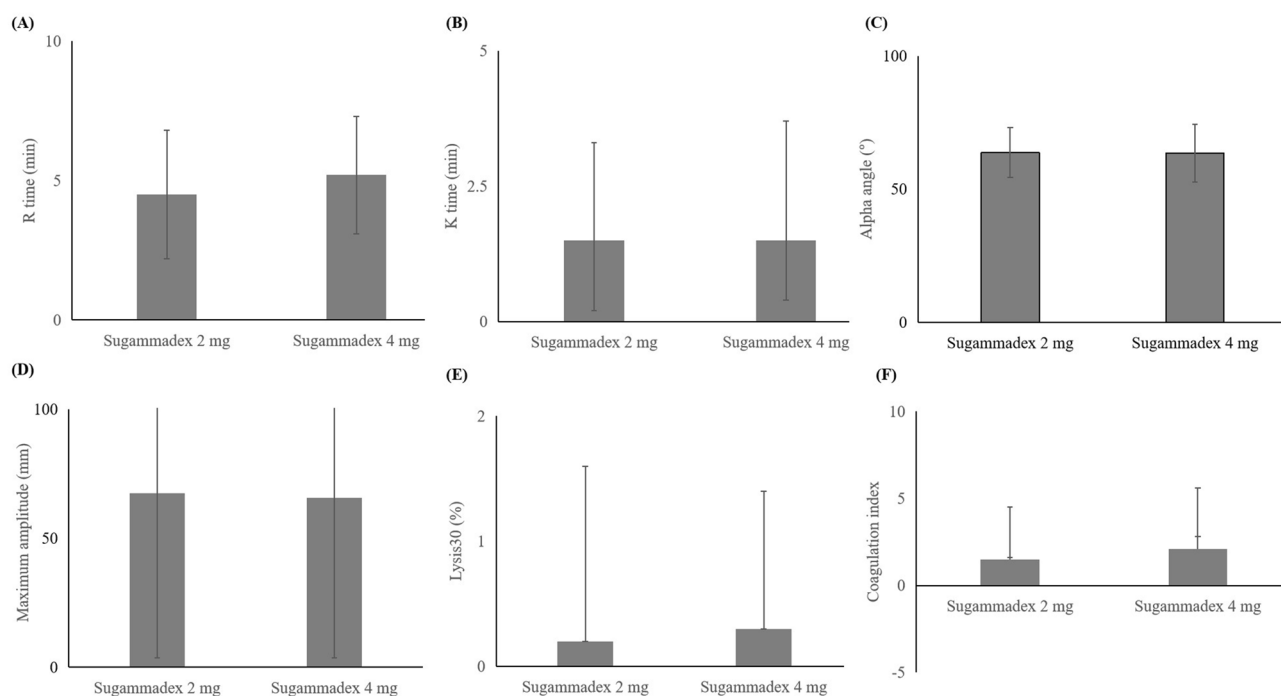 (A)
10
5
0
R time (min)
Sugammadex 2 mg
Sugammadex 4 mg
(B)
5
2.5
0
K time (min)
Sugammadex 2 mg
Sugammadex 4 mg
(C)
100
50
0
Alpha angle (°)
Sugammadex 2 mg
Sugammadex 4 mg
(D)
100
50
0
Maximum amplitude (mm)
Sugammadex 2 mg
Sugammadex 4 mg
(E)
2
1
0
Lysis30 (%)
Sugammadex 2 mg
Sugammadex 4 mg
(F)
10
5
0
-5
Coagulation index
Sugammadex 2 mg
Sugammadex 4 mg